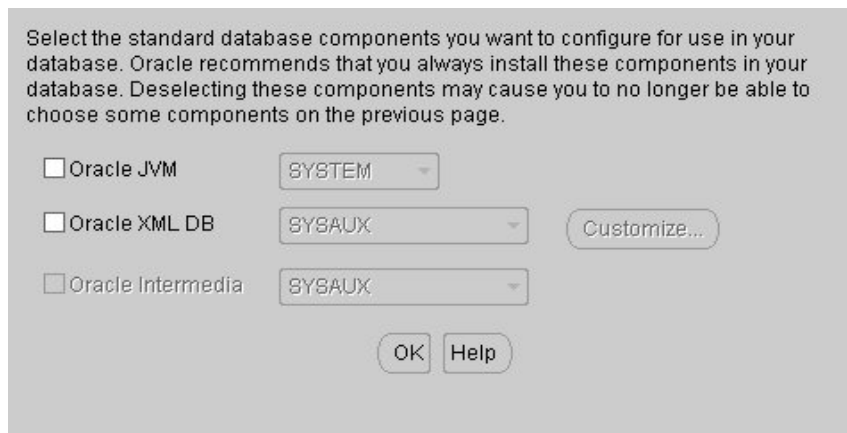 Select the standard database components you want to configure for use in your
database. Oracle recommends that you always install these components in your
database. Deselecting these components may cause you to no longer be able to
choose some components on the previous page.
Oracle JVM SYSTEM
Oracle XML DB SYSAUX Customize...
Oracle Intermedia SYSAUX
OK Help